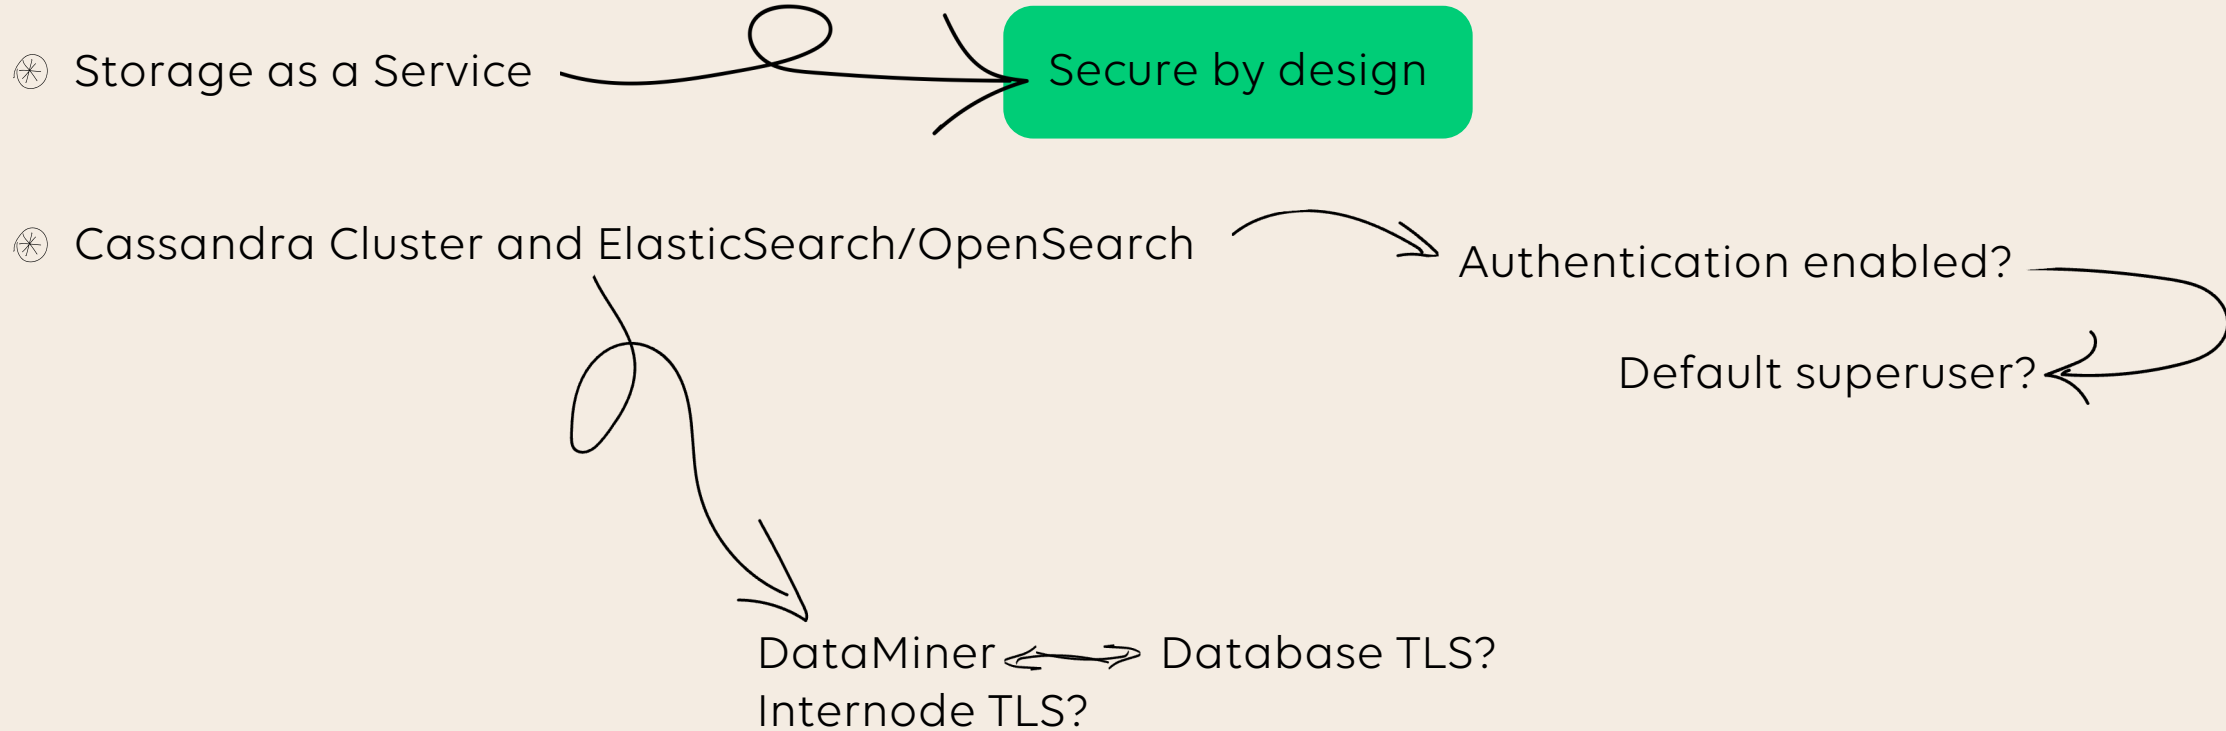 Storage as a Service
Secure by design
Cassandra Cluster and ElasticSearch/OpenSearch
Authentication enabled?
Default superuser?
DataMiner
Database TLS?
Internode TLS?